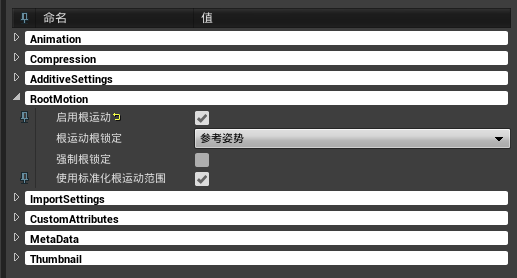 命名 值
Animation
Compression
AdditiveSettings
RootMotion
启用根运动
根运动根锁定 参考姿势
强制根锁定
使用标准化根运动范围
ImportSettings
CustomAttributes
MetaData
Thumbnail